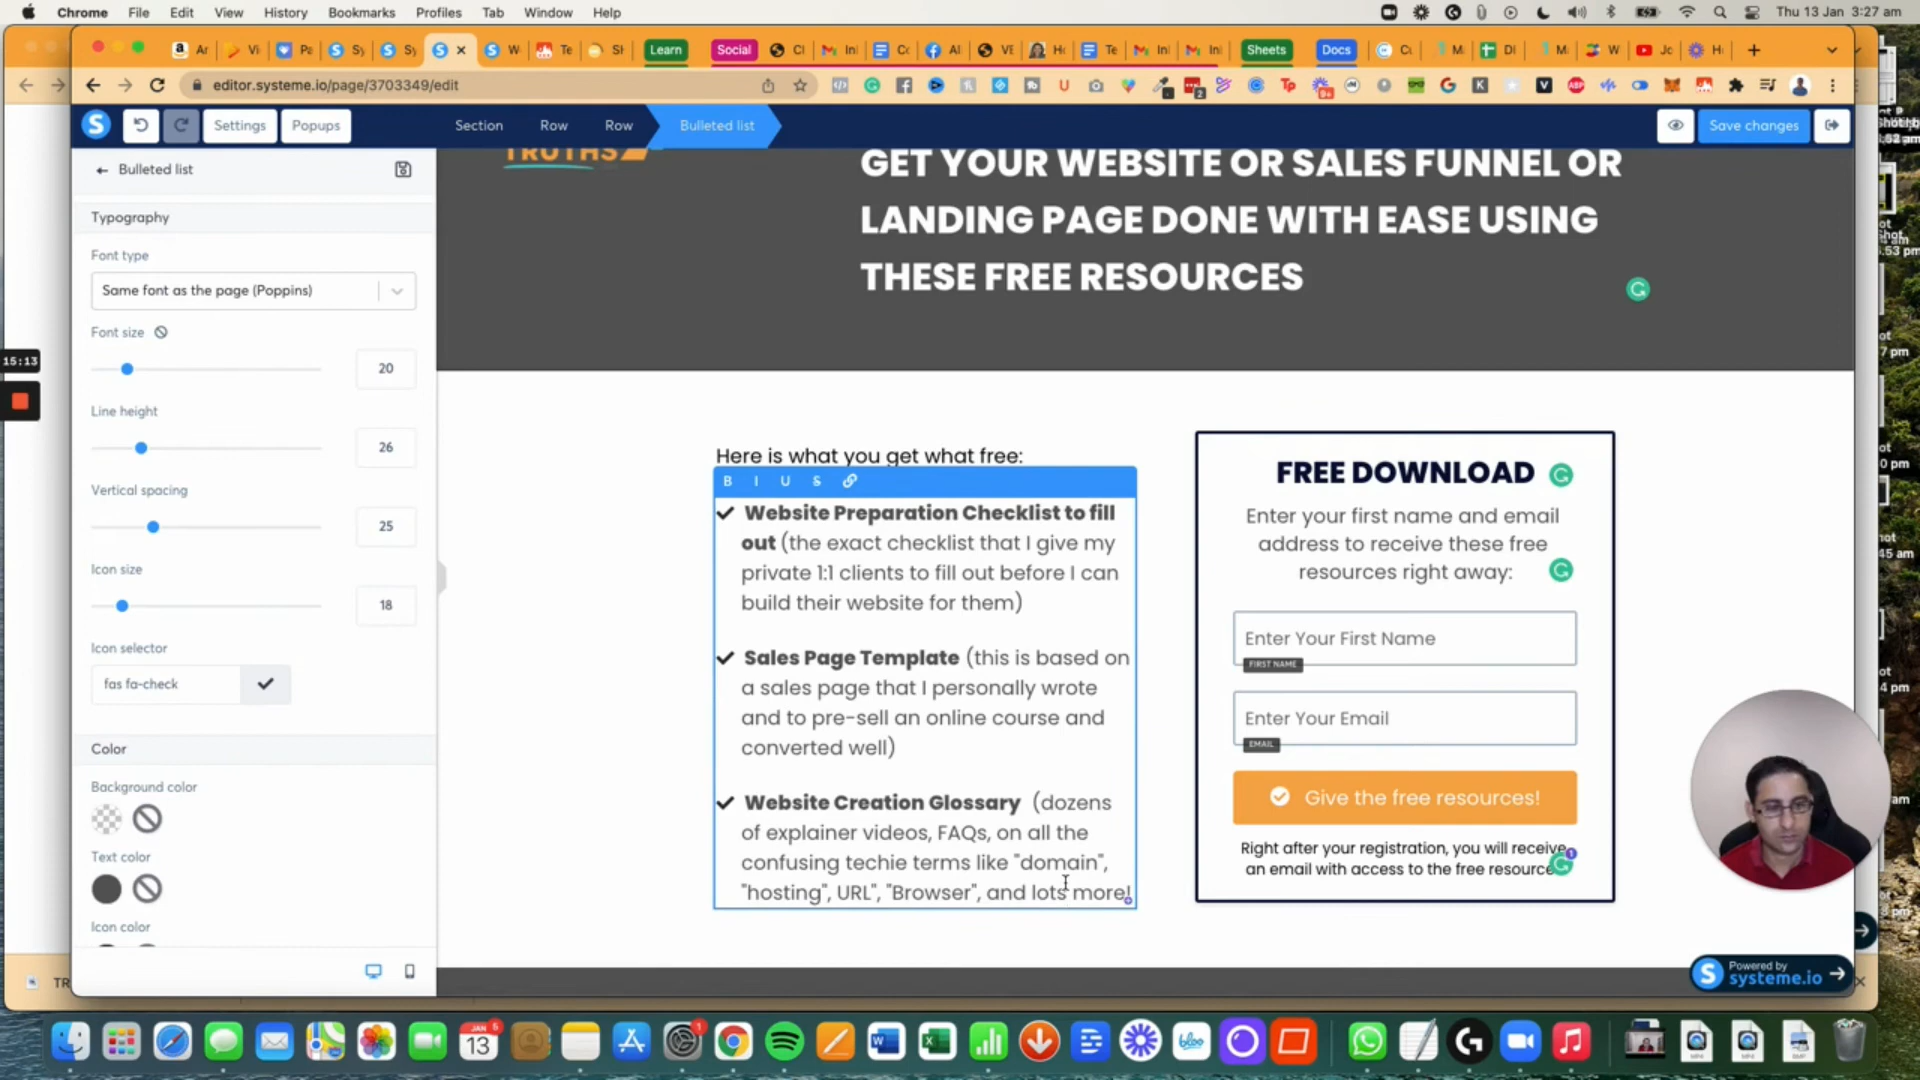 Chrome File Edit View History Bookmarks Profiles Tab Window Help Thu 13 Jan 3:27 am
Learn Social Sheets Docs
editor.systeme.io/page/3703349/edit
Settings Popups Section Row Row Bulleted list Save changes
Bulleted list
Typography
Font type
Same font as the page (Poppins)
Font size
20
Line height
26
Vertical spacing
25
Icon size
18
Icon selector
fas fa-check
Color
Background color
Text color
Icon color
15:13
TRUTHS
GET YOUR WEBSITE OR SALES FUNNEL OR
LANDING PAGE DONE WITH EASE USING
THESE FREE RESOURCES
Here is what you get what free:
B I U S
Website Preparation Checklist to fill
out (the exact checklist that I give my
private 1:1 clients to fill out before I can
build their website for them)
Sales Page Template (this is based on
a sales page that I personally wrote
and to pre-sell an online course and
converted well)
Website Creation Glossary (dozens
of explainer videos, FAQs, on all the
confusing techie terms like "domain",
"hosting", URL", "Browser", and lots more!
FREE DOWNLOAD
Enter your first name and email
address to receive these free
resources right away:
Enter Your First Name
FIRST NAME
Enter Your Email
EMAIL
Give the free resources!
Right after your registration, you will receive
an email with access to the free resource
Powered by
systeme.io
JAN
13